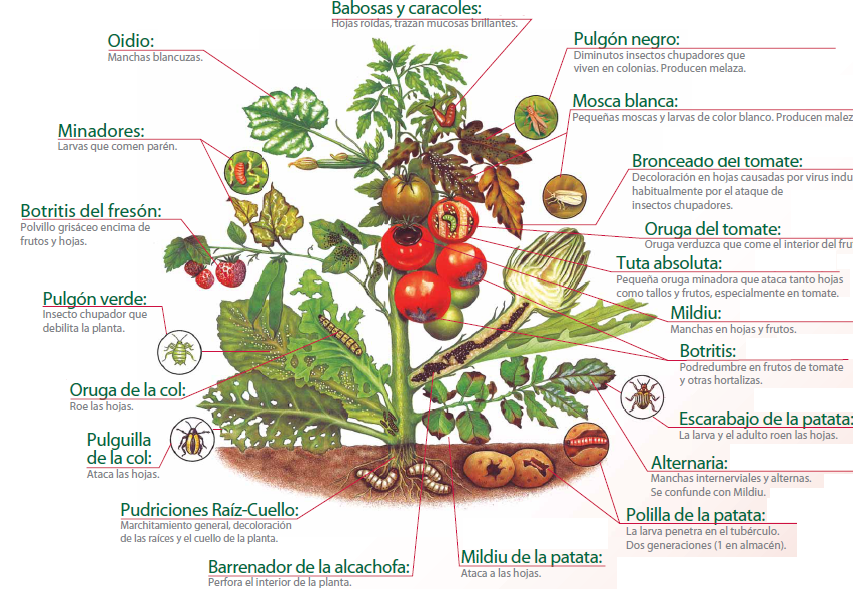 Babosas y caracoles:
Hojas roídas, trazan mucosas brillantes.
Oidio:
Manchas blancuzas.
Pulgón negro:
Diminutos insectos chupadores que
viven en colonias. Producen melaza.
Mosca blanca:
Pequeñas moscas y larvas de color blanco. Producen malez
Minadores:
Larvas que comen parén.
Bronceado del tomate:
Decoloración en hojas causadas por virus indu
habitualmente por el ataque de
insectos chupadores.
Botritis del fresón:
Polvillo grisáceo encima de
frutos y hojas.
Oruga del tomate:
Oruga verduzca que come el interior del fru
Tuta absoluta:
Pequeña oruga minadora que ataca tanto hojas
como tallos y frutos, especialmente en tomate.
Pulgón verde:
Insecto chupador que
debilita la planta.
Mildiu:
Manchas en hojas y frutos.
Botritis:
Podredumbre en frutos de tomate
y otras hortalizas.
Oruga de la col:
Roe las hojas.
Escarabajo de la patata:
La larva y el adulto roen las hojas.
Pulguilla
de la col:
Ataca las hojas.
Alternaria:
Manchas internerviales y alternas.
Se confunde con Mildiu.
Pudriciones Raíz-Cuello:
Marchitamiento general, decoloración
de las raíces y el cuello de la planta.
Polilla de la patata:
La larva penetra en el tubérculo.
Dos generaciones (1 en almacén).
Barrenador de la alcachofa:
Perfora el interior de la planta.
Mildiu de la patata:
Ataca a las hojas.